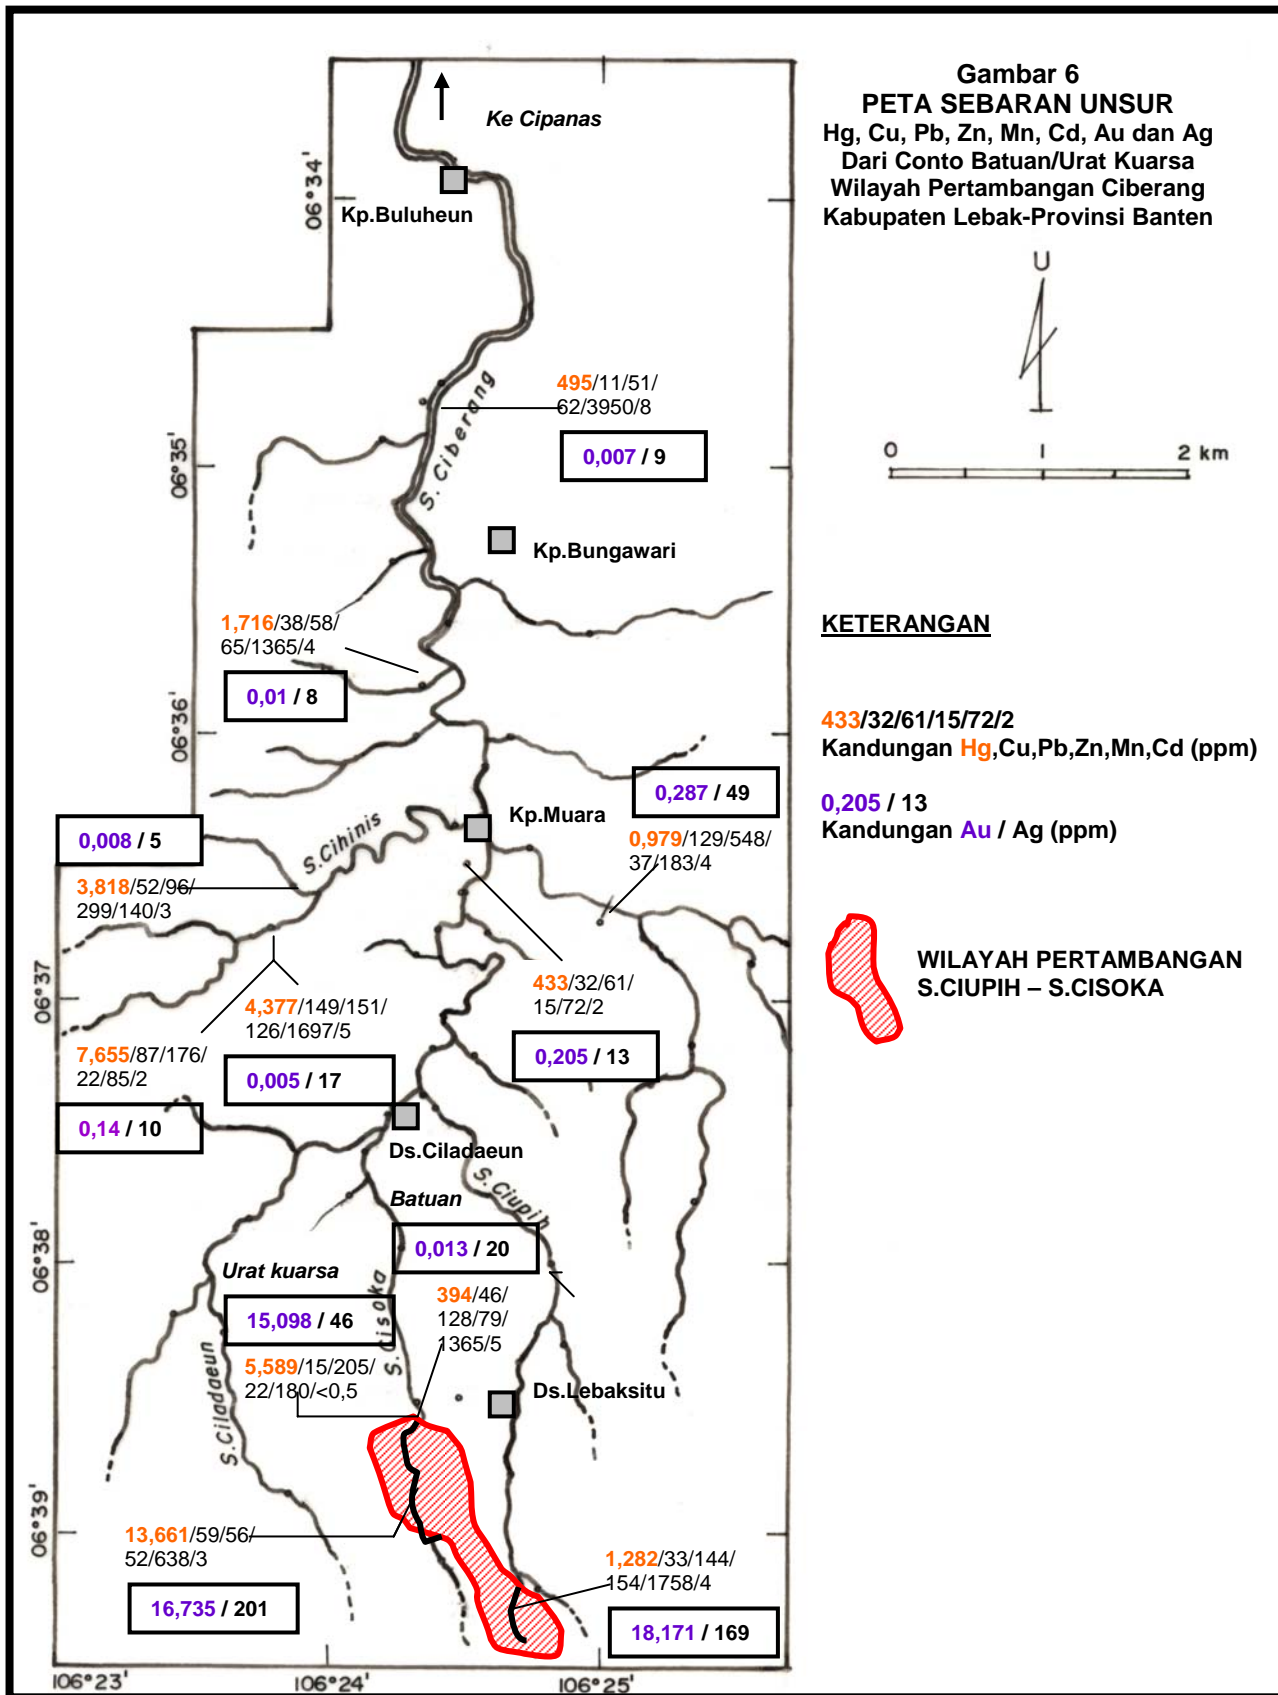 Gambar 6
PETA SEBARAN UNSUR
Hg, Cu, Pb, Zn, Mn, Cd, Au dan Ag
Dari Conto Batuan/Urat Kuarsa
Wilayah Pertambangan Ciberang
Kabupaten Lebak-Provinsi Banten
U
0 1 2 km
KETERANGAN
433/32/61/15/72/2
Kandungan Hg,Cu,Pb,Zn,Mn,Cd (ppm)
0,205 / 13
Kandungan Au / Ag (ppm)
WILAYAH PERTAMBANGAN
S.CIUPIH – S.CISOKA
Ke Cipanas
06°34'
Kp.Buluheun
495/11/51/
62/3950/8
0,007 / 9
S. Ciberang
06°35'
Kp.Bungawari
1,716/38/58/
65/1365/4
0,01 / 8
06°36'
0,287 / 49
0,979/129/548/
37/183/4
Kp.Muara
S.Cihinis
0,008 / 5
3,818/52/96/
299/140/3
06°37
433/32/61/
15/72/2
0,205 / 13
4,377/149/151/
126/1697/5
0,005 / 17
7,655/87/176/
22/85/2
0,14 / 10
Ds.Ciladaeun
S.Ciupih
Batuan
0,013 / 20
394/46/
128/79/
1365/5
06°38'
Urat kuarsa
15,098 / 46
5,589/15/205/
22/180/<0,5
S. Cisoka
S.Ciladaeun
Ds.Lebaksitu
06°39'
13,661/59/56/
52/638/3
16,735 / 201
1,282/33/144/
154/1758/4
18,171 / 169
106°23'
106°24'
106°25'